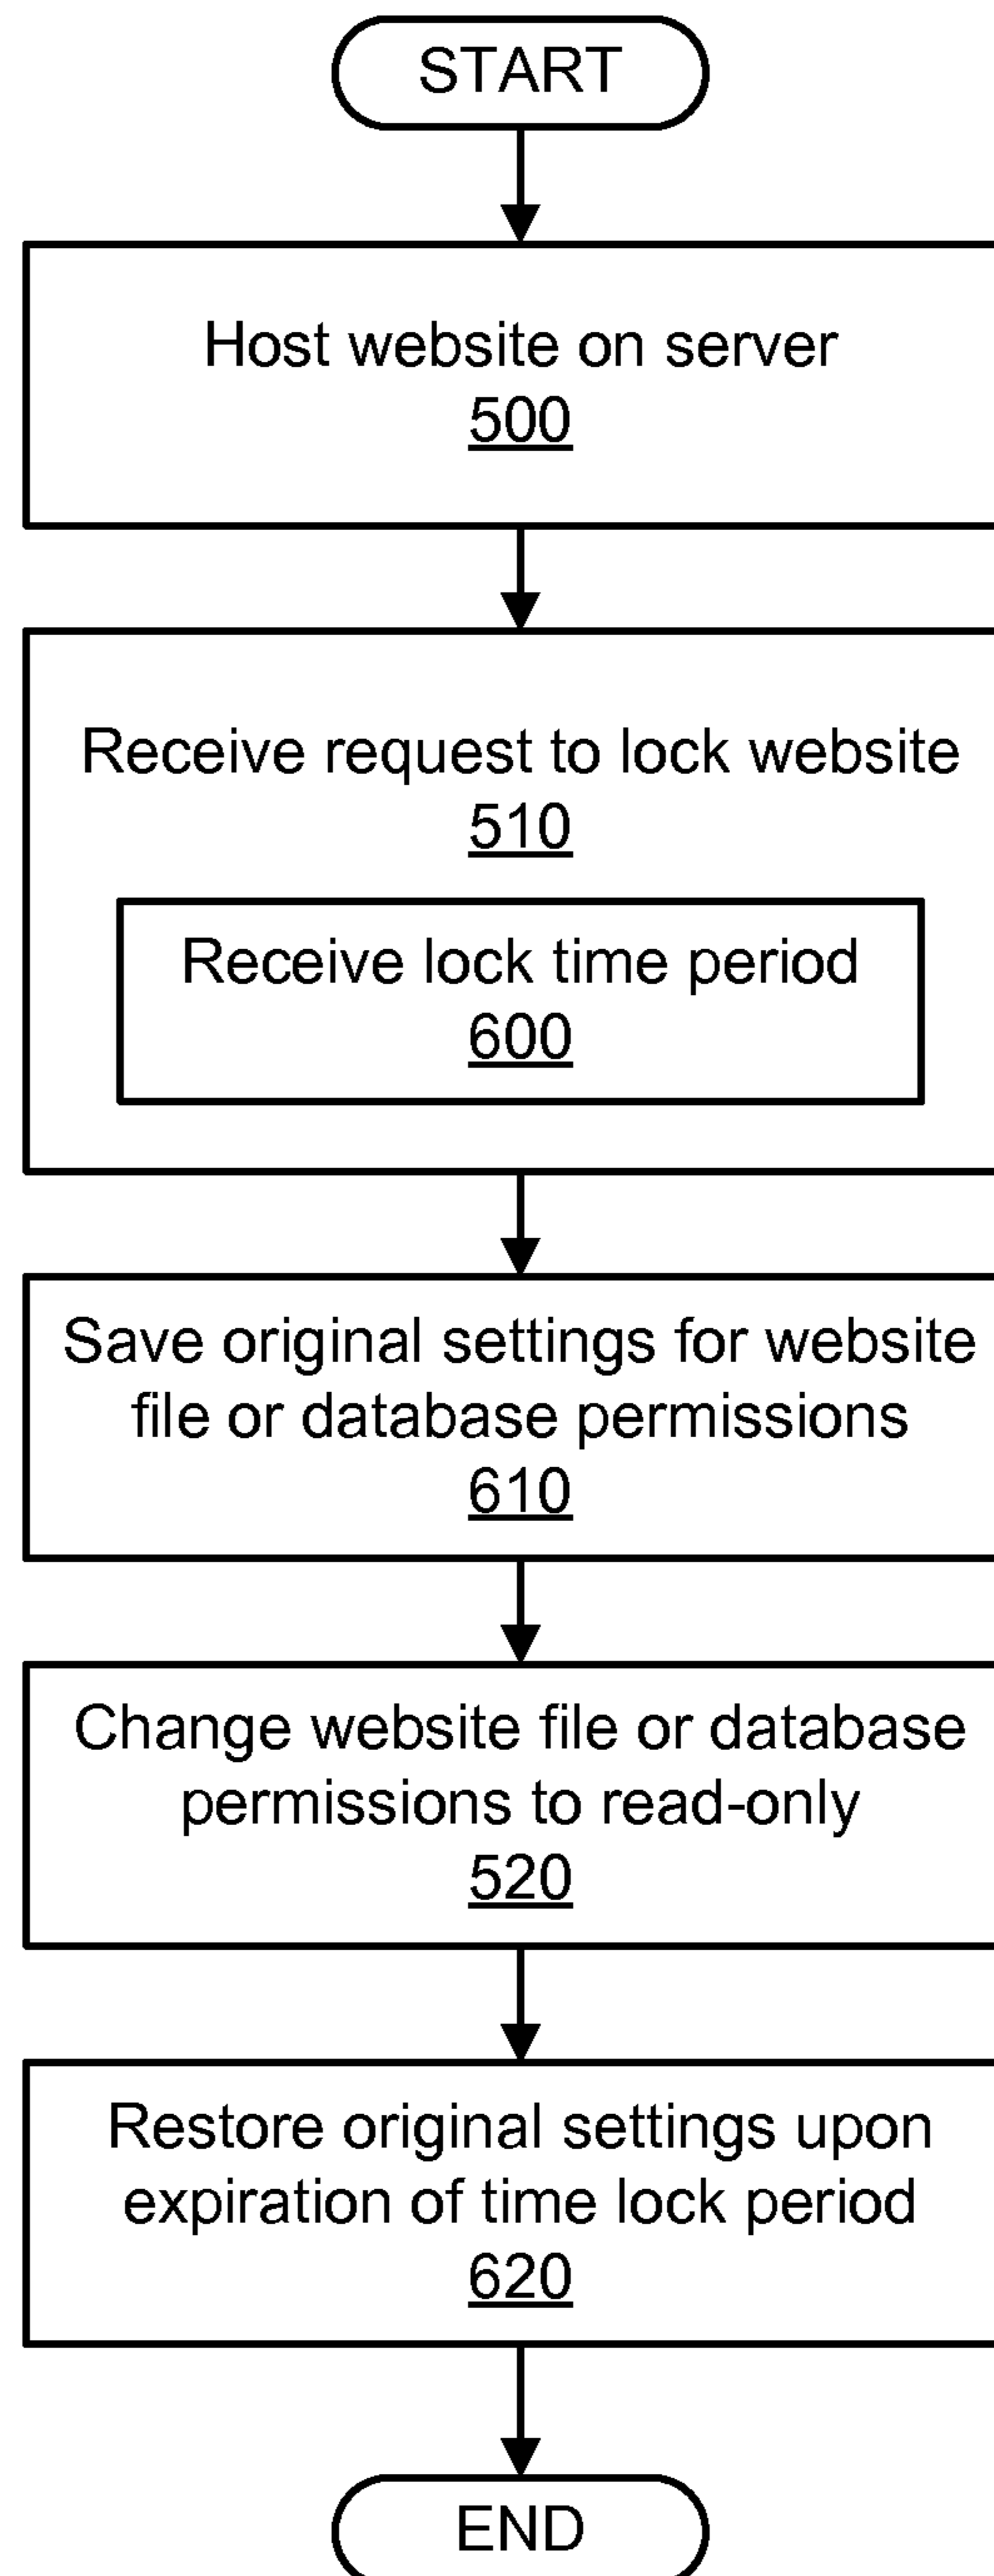 START
Host website on server
500
Receive request to lock website
510
Receive lock time period
600
Save original settings for website
file or database permissions
610
Change website file or database
permissions to read-only
520
Restore original settings upon
expiration of time lock period
620
END